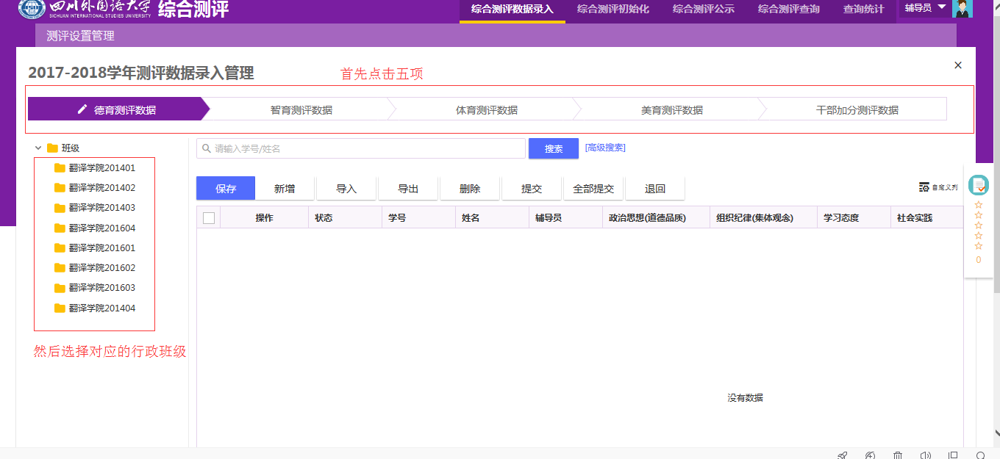 四川外国语大学 综合测评
SICHUAN INTERNATIONAL STUDIES UNIVERSITY
综合测评数据录入 综合测评初始化 综合测评公示 综合测评查询 查询统计 辅导员
测评设置管理
2017-2018学年测评数据录入管理
首先点击五项
德育测评数据 智育测评数据 体育测评数据 美育测评数据 干部加分测评数据
班级
翻译学院201401
翻译学院201402
翻译学院201403
翻译学院201604
翻译学院201601
翻译学院201602
翻译学院201603
翻译学院201404
然后选择对应的行政班级
请输入学号/姓名 搜索 [高级搜索]
保存 新增 导入 导出 删除 提交 全部提交 退回 自定义列
操作 状态 学号 姓名 辅导员 政治思想(道德品质) 组织纪律(集体观念) 学习态度 社会实践
没有数据
0